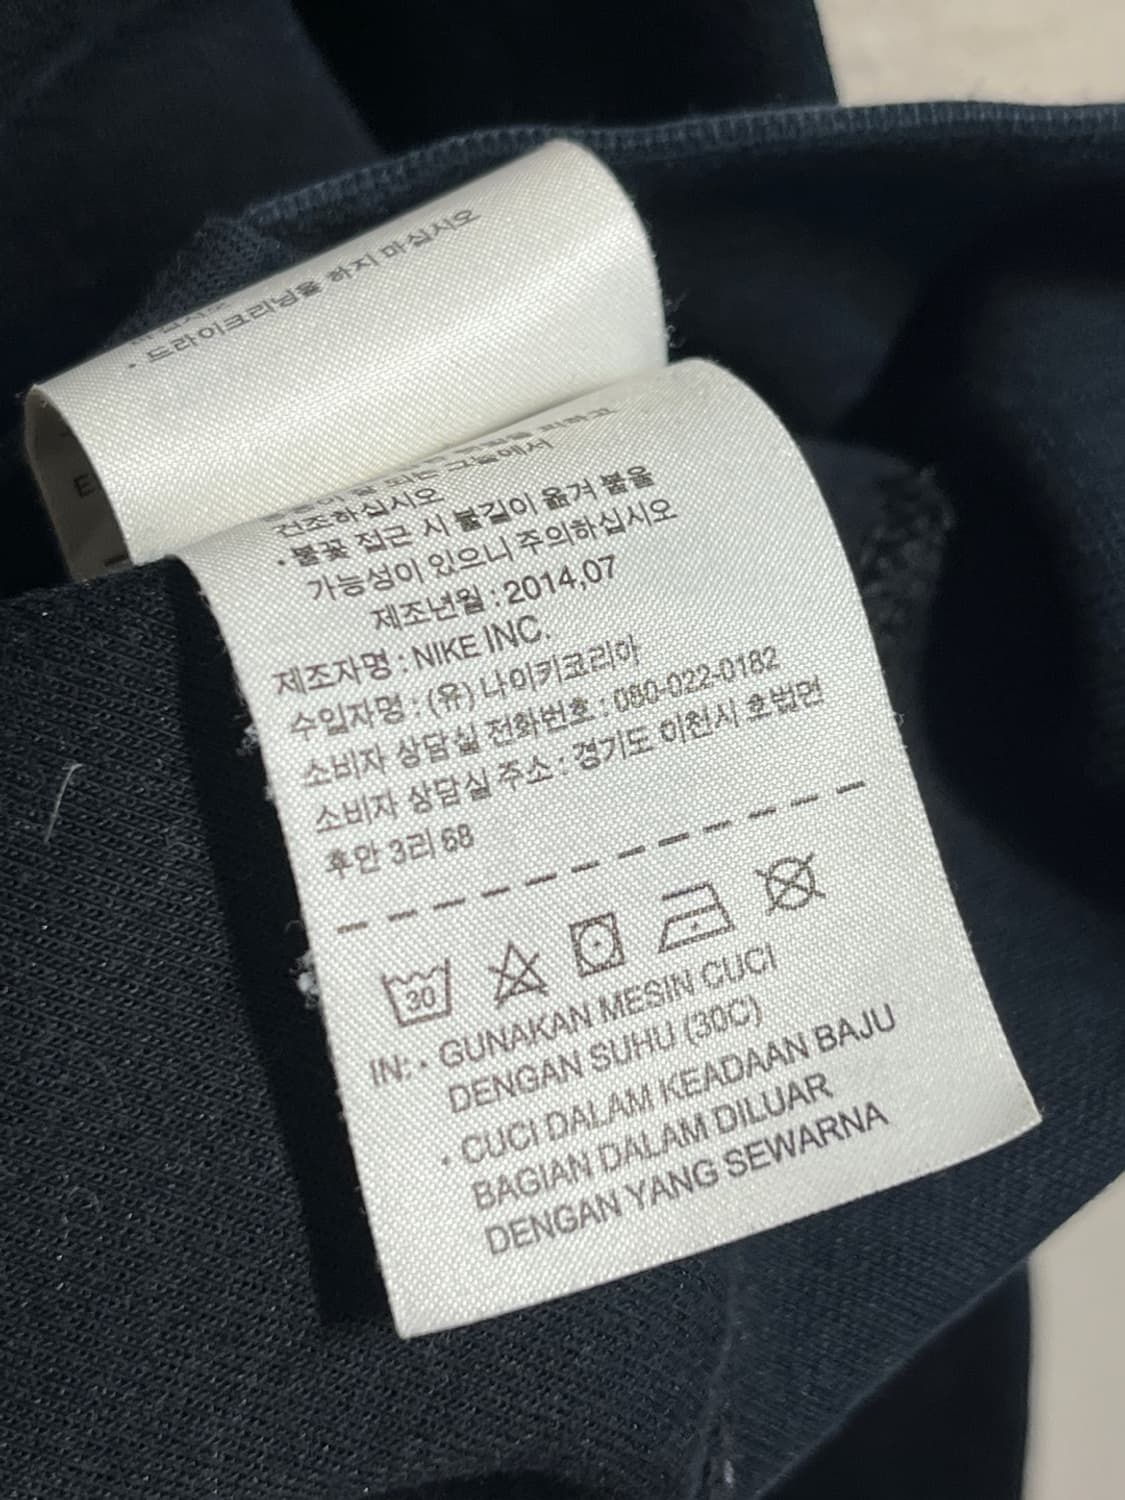 • 드라이크리닝을 하지 마십시오
그늘에서
건조하십시오
• 불꽃 접근 시 불길이 옮겨 붙을
가능성이 있으니 주의하십시오
제조년월 : 2014,07
제조자명 : NIKE INC.
수입자명 : (유) 나이키코리아
소비자 상담실 전화번호 : 080-022-0182
소비자 상담실 주소 : 경기도 이천시 호법면
후안 3리 68
30
IN: • GUNAKAN MESIN CUCI
DENGAN SUHU (30C)
• CUCI DALAM KEADAAN BAJU
BAGIAN DALAM DILUAR
DENGAN YANG SEWARNA